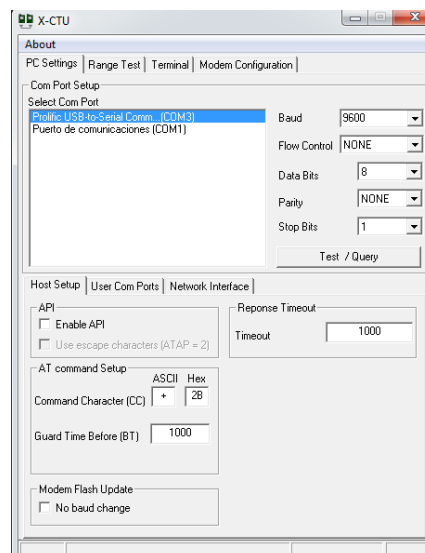 X-CTU
About
PC Settings Range Test Terminal Modem Configuration
Com Port Setup
Select Com Port
Prolific USB-to-Serial Comm... (COM3)
Puerto de comunicaciones (COM1)
Baud 9600
Flow Control NONE
Data Bits 8
Parity NONE
Stop Bits 1
Test / Query
Host Setup User Com Ports Network Interface
API
Enable API
Use escape characters (ATAP = 2)
Reponse Timeout
Timeout 1000
AT command Setup
ASCII Hex
Command Character (CC) + 2B
Guard Time Before (BT) 1000
Modem Flash Update
No baud change